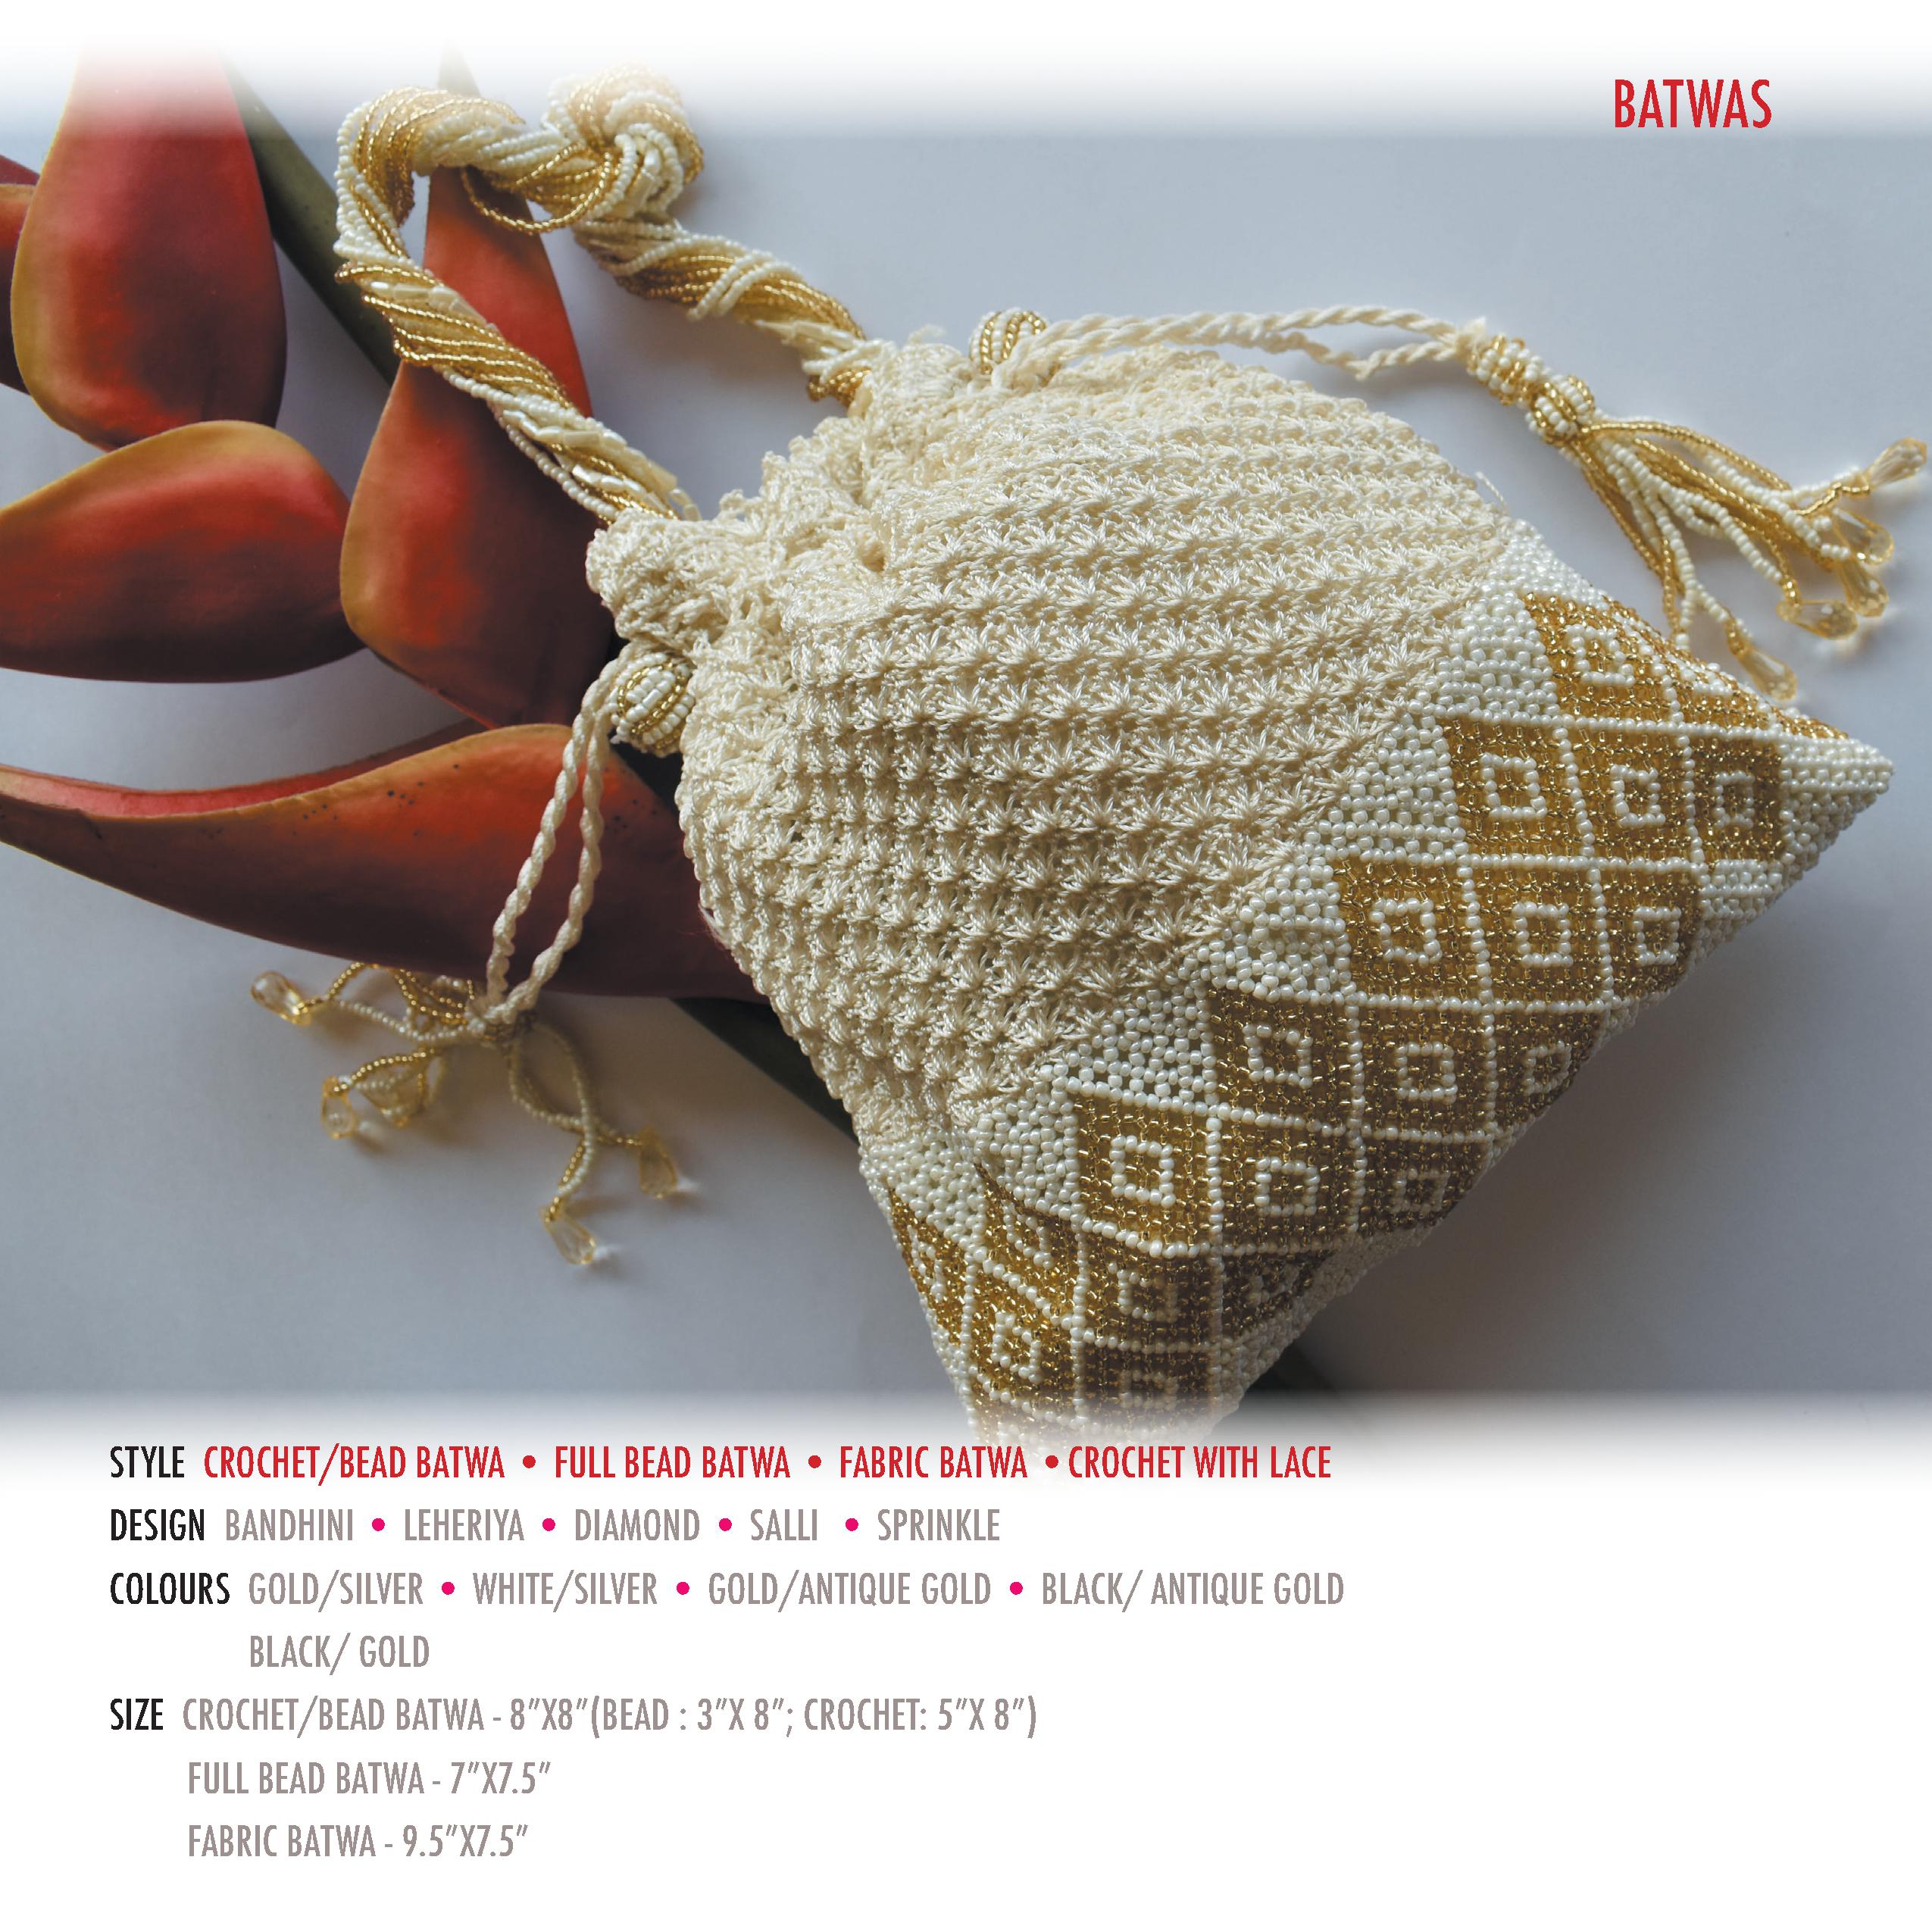 BATWAS
STYLE CROCHET/BEAD BATWA • FULL BEAD BATWA • FABRIC BATWA • CROCHET WITH LACE
DESIGN BANDHINI • LEHERIYA • DIAMOND • SALLI • SPRINKLE
COLOURS GOLD/SILVER • WHITE/SILVER • GOLD/ANTIQUE GOLD • BLACK/ ANTIQUE GOLD
BLACK/ GOLD
SIZE CROCHET/BEAD BATWA - 8”X8”(BEAD : 3”X 8”; CROCHET: 5”X 8”)
FULL BEAD BATWA - 7”X7.5”
FABRIC BATWA - 9.5”X7.5”